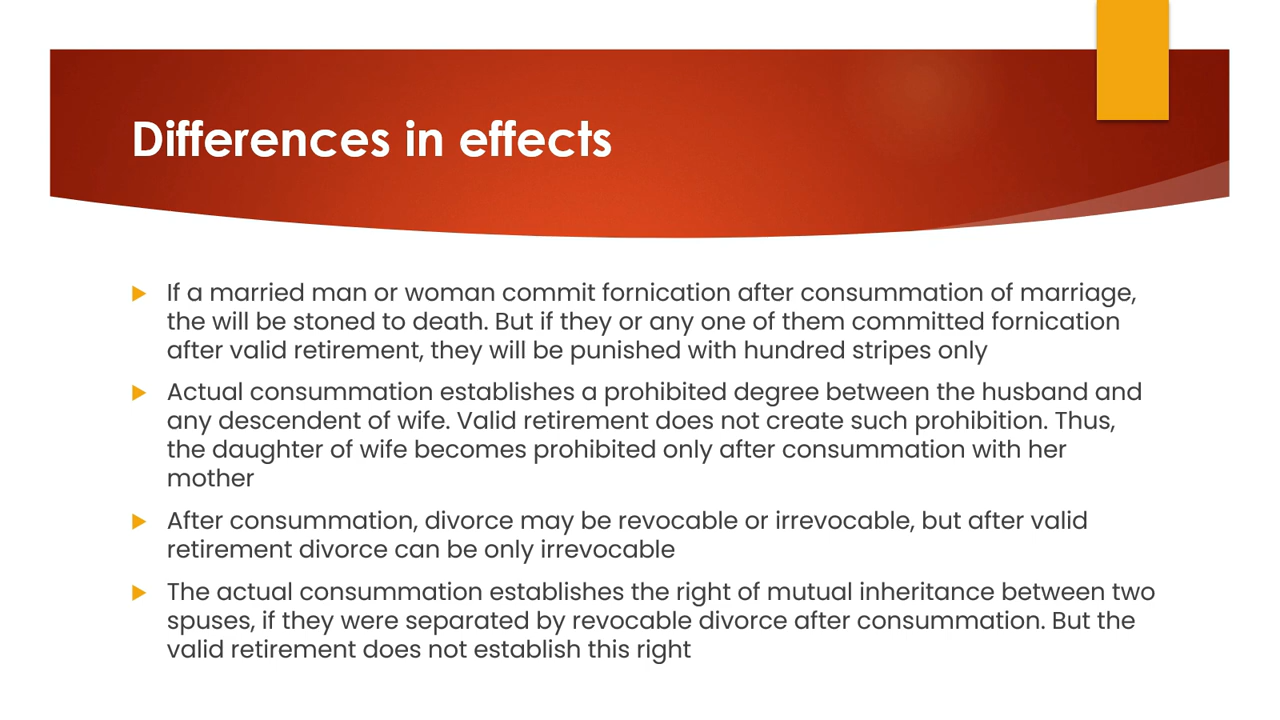 Differences in effects
If a married man or woman commit fornication after consummation of marriage,
the will be stoned to death. But if they or any one of them committed fornication
after valid retirement, they will be punished with hundred stripes only
Actual consummation establishes a prohibited degree between the husband and
any descendent of wife. Valid retirement does not create such prohibition. Thus,
the daughter of wife becomes prohibited only after consummation with her
mother
After consummation, divorce may be revocable or irrevocable, but after valid
retirement divorce can be only irrevocable
The actual consummation establishes the right of mutual inheritance between two
spuses, if they were separated by revocable divorce after consummation. But the
valid retirement does not establish this right